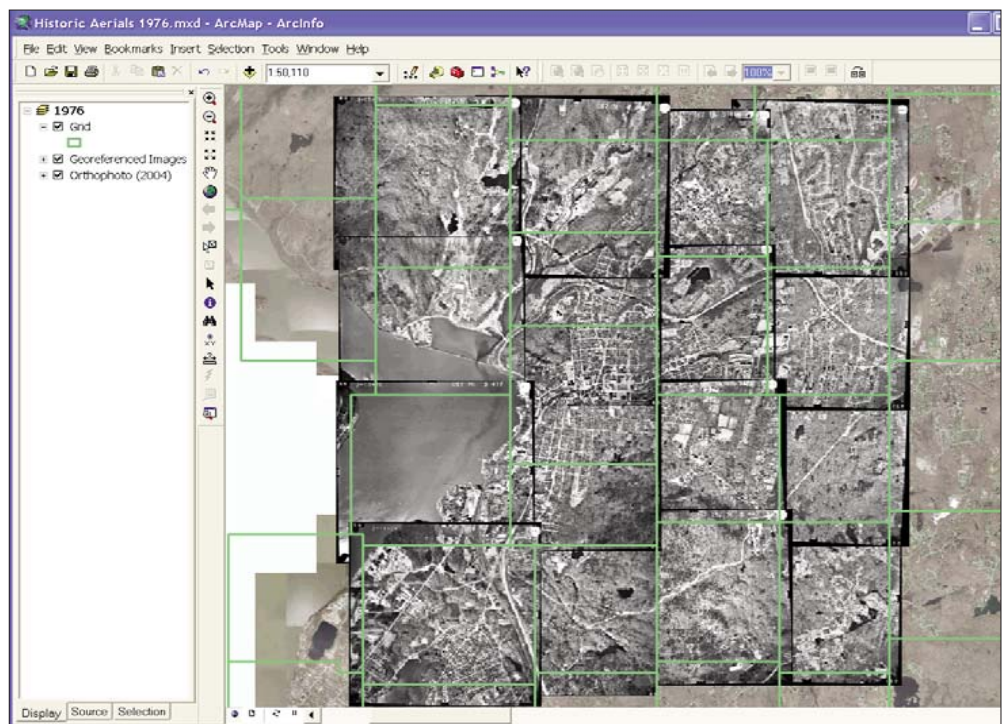 Historic Aerials 1976.mxd - ArcMap - ArcInfo
File Edit View Bookmarks Insert Selection Tools Window Help
1:50,110
100%
1976
Grid
Georeferenced Images
Orthophoto (2004)
Display Source Selection